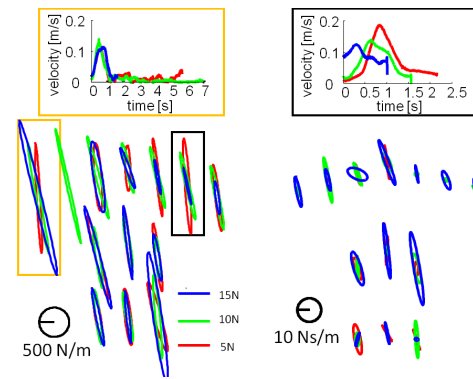 velocity [m/s]
0.2
0.1
0
0 1 2 3 4 5 6 7
time [s]
velocity [m/s]
0.2
0.1
0
0 0.5 1 1.5 2 2.5
time [s]
15N
10N
5N
500 N/m
10 Ns/m